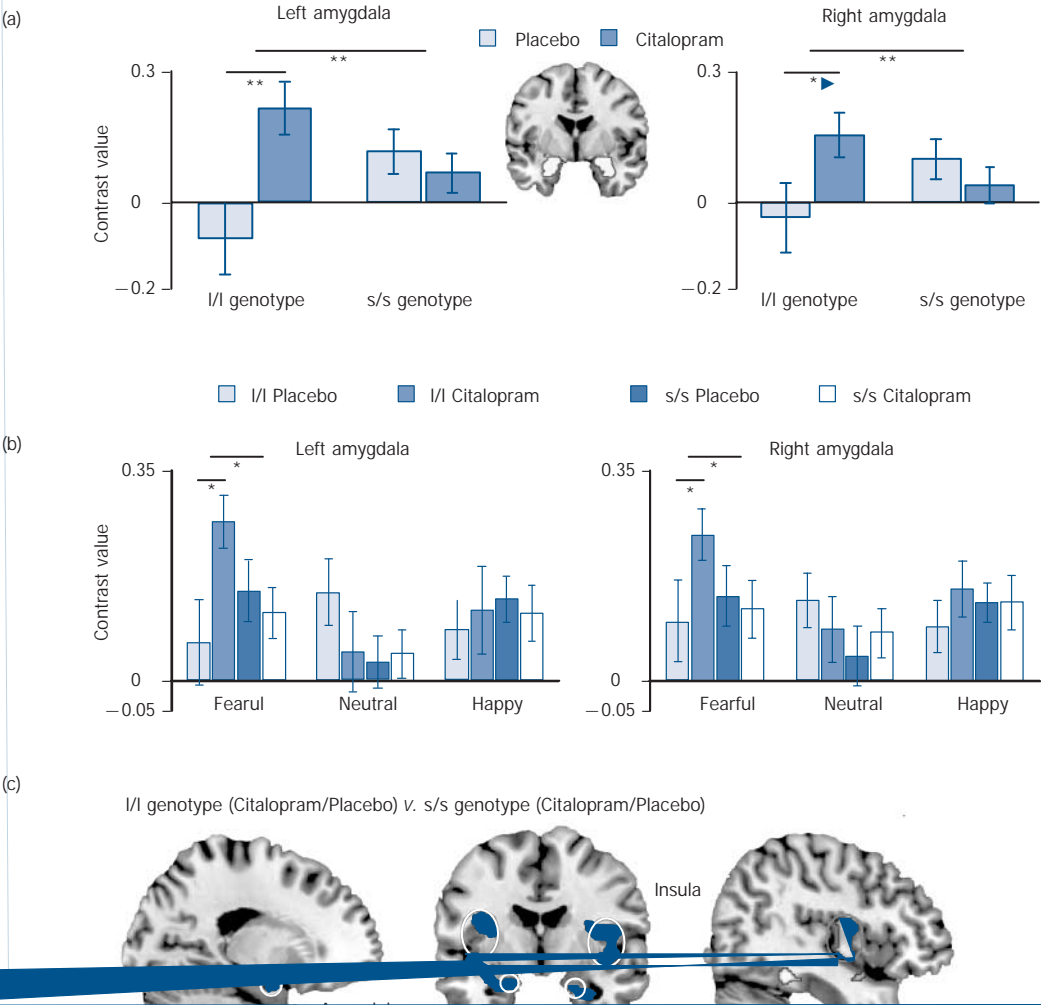 (a)
Left amygdala
Right amygdala
Placebo Citalopram
**
**
**
*
0.3
0.3
Contrast value
0
0
−0.2
−0.2
l/l genotype s/s genotype
l/l genotype s/s genotype
l/l Placebo l/l Citalopram s/s Placebo s/s Citalopram
(b)
Left amygdala
Right amygdala
0.35
0.35
*
*
*
*
Contrast value
0
0
−0.05
−0.05
Fearul Neutral Happy
Fearful Neutral Happy
(c)
l/l genotype (Citalopram/Placebo) v. s/s genotype (Citalopram/Placebo)
Insula